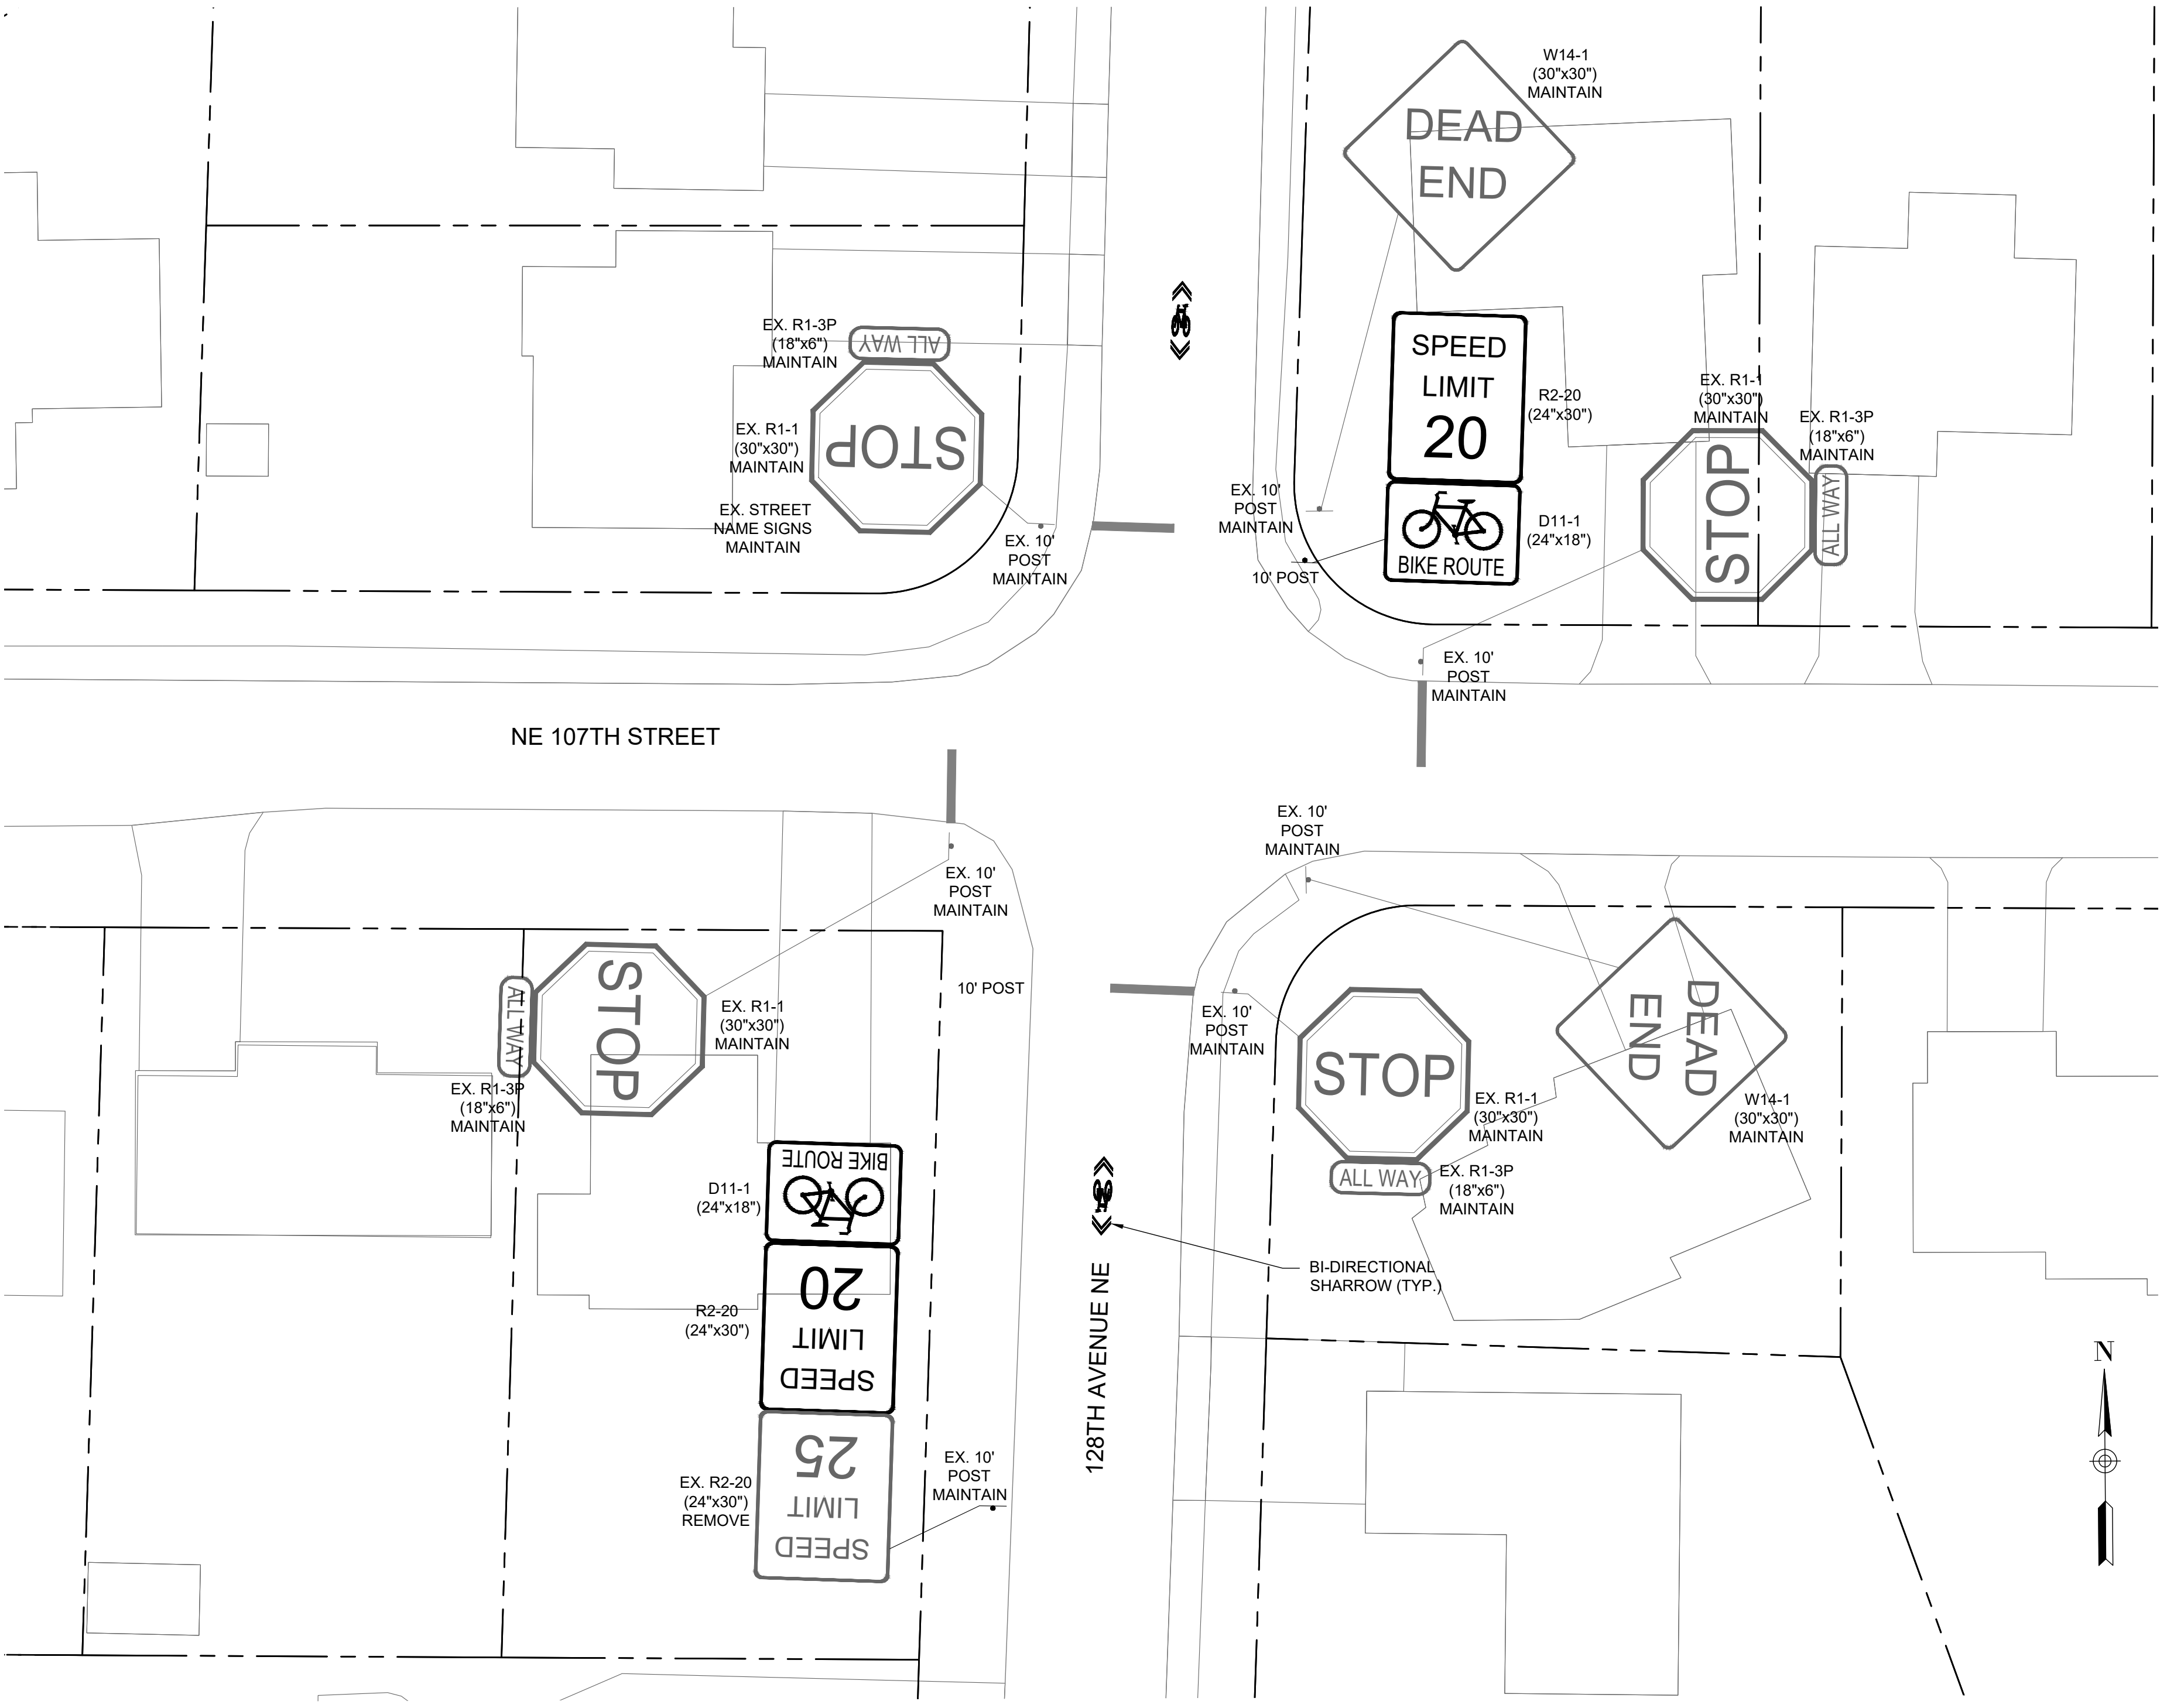 W14-1
(30"x30")
MAINTAIN
DEAD
END
EX. R1-3P
(18"x6")
MAINTAIN
ALL WAY
EX. R1-1
(30"x30")
MAINTAIN
STOP
EX. STREET
NAME SIGNS
MAINTAIN
EX. 10'
POST
MAINTAIN
SPEED
LIMIT
20
R2-20
(24"x30")
BIKE ROUTE
D11-1
(24"x18")
EX. 10'
POST
MAINTAIN
10' POST
EX. R1-1
(30"x30")
MAINTAIN
EX. R1-3P
(18"x6")
MAINTAIN
STOP
ALL WAY
EX. 10'
POST
MAINTAIN
NE 107TH STREET
EX. 10'
POST
MAINTAIN
EX. 10'
POST
MAINTAIN
10' POST
STOP
ALL WAY
EX. R1-1
(30"x30")
MAINTAIN
EX. R1-3P
(18"x6")
MAINTAIN
EX. 10'
POST
MAINTAIN
STOP
ALL WAY
EX. R1-1
(30"x30")
MAINTAIN
EX. R1-3P
(18"x6")
MAINTAIN
DEAD
END
W14-1
(30"x30")
MAINTAIN
BIKE ROUTE
D11-1
(24"x18")
SPEED
LIMIT
20
R2-20
(24"x30")
SPEED
LIMIT
25
EX. R2-20
(24"x30")
REMOVE
EX. 10'
POST
MAINTAIN
128TH AVENUE NE
BI-DIRECTIONAL
SHARROW (TYP.)
N